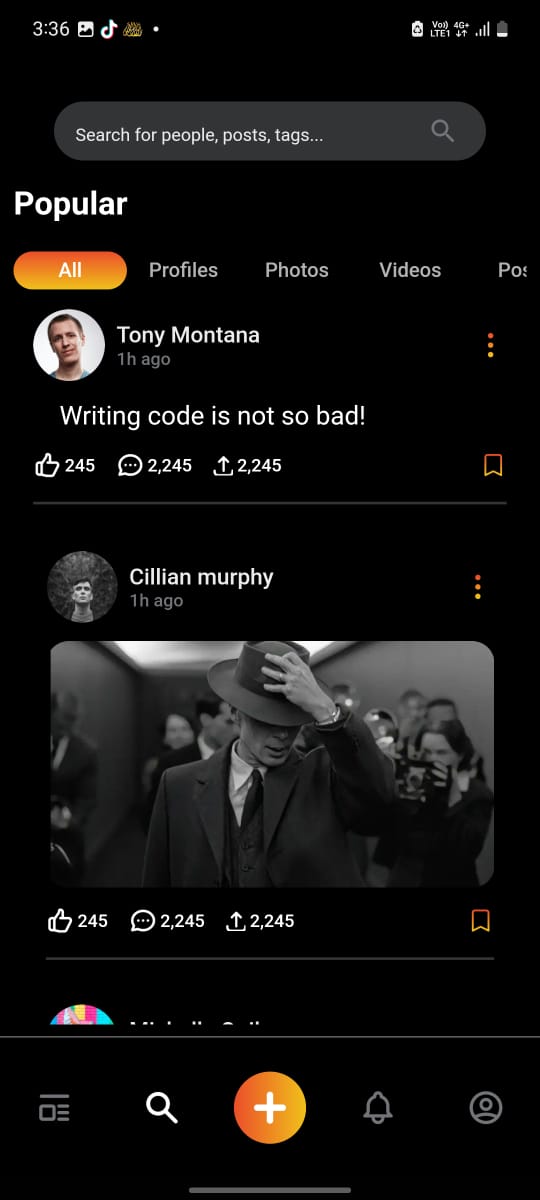 3:36
Vo)) 4G+
LTE1
Search for people, posts, tags...
Popular
All Profiles Photos Videos
Tony Montana
1h ago
Writing code is not so bad!
245 2,245 2,245
Cillian murphy
1h ago
245 2,245 2,245